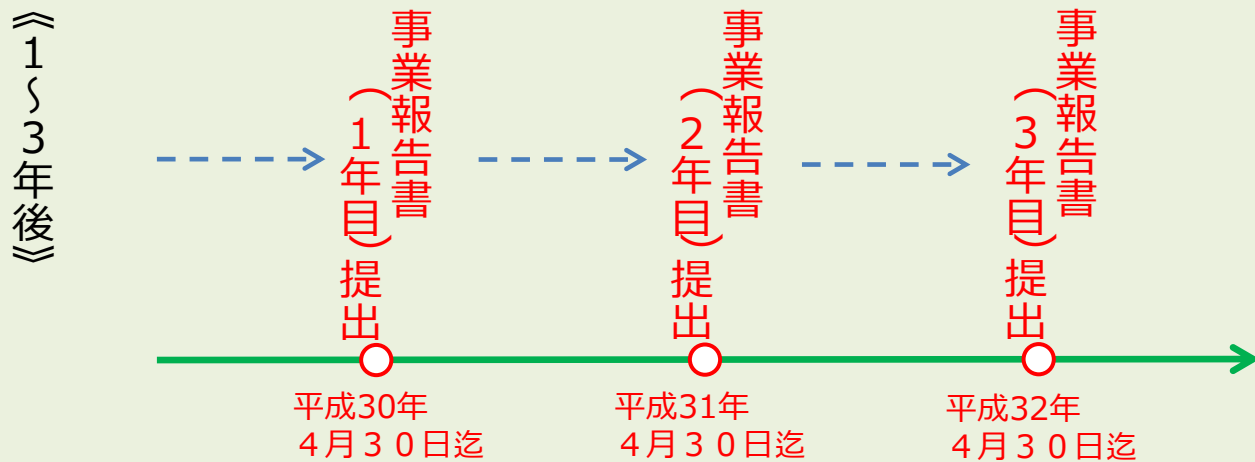 《1～3年後》
事業報告書
（1年目）提出
事業報告書
（2年目）提出
事業報告書
（3年目）提出
平成30年
４月３０日迄
平成31年
４月３０日迄
平成32年
４月３０日迄